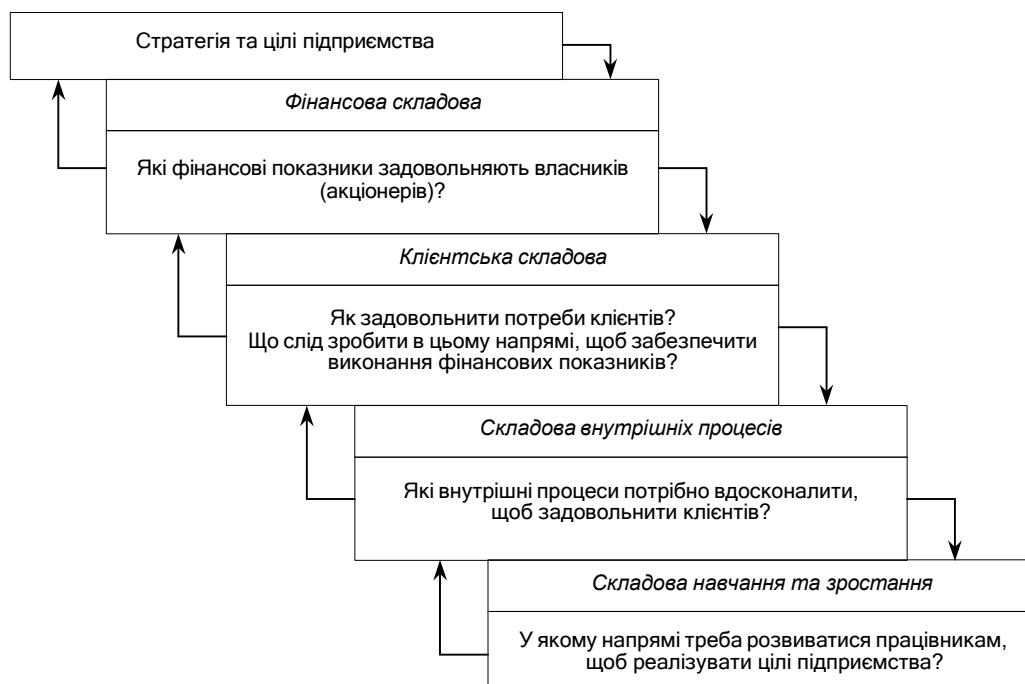 Стратегія та цілі підприємства
Фінансова складова
Які фінансові показники задовольняють власників
(акціонерів)?
Клієнтська складова
Як задовольнити потреби клієнтів?
Що слід зробити в цьому напрямі, щоб забезпечити
виконання фінансових показників?
Складова внутрішніх процесів
Які внутрішні процеси потрібно вдосконалити,
щоб задовольнити клієнтів?
Складова навчання та зростання
У якому напрямі треба розвиватися працівникам,
щоб реалізувати цілі підприємства?